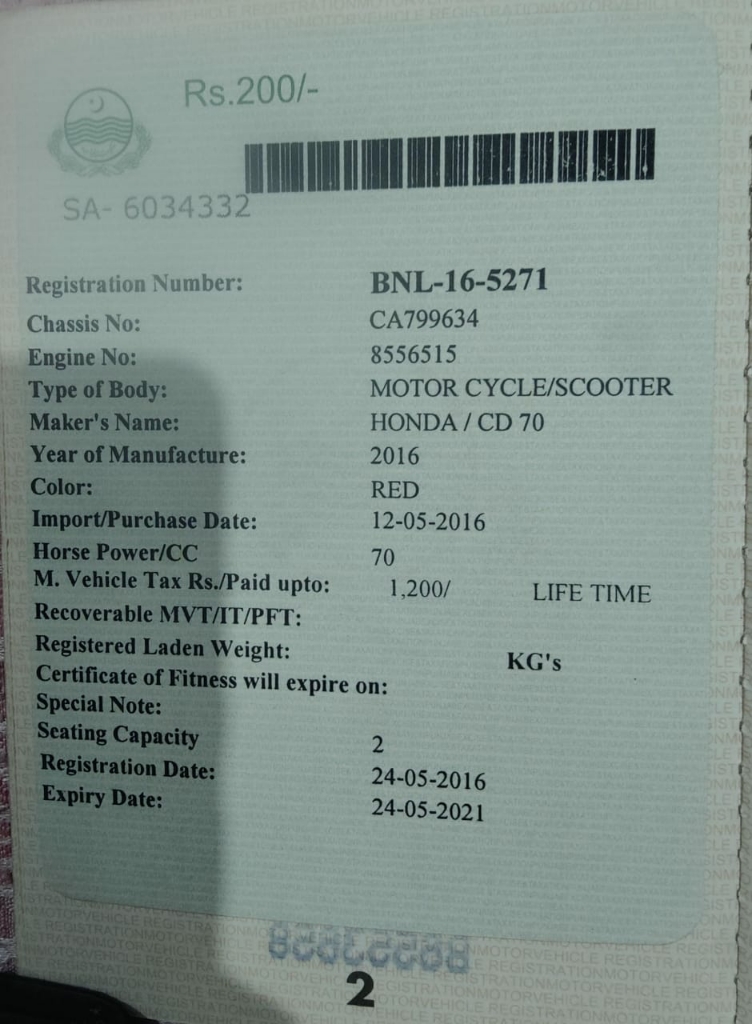 Rs.200/-
SA- 6034332
Registration Number: BNL-16-5271
Chassis No: CA799634
Engine No: 8556515
Type of Body: MOTOR CYCLE/SCOOTER
Maker's Name: HONDA / CD 70
Year of Manufacture: 2016
Color: RED
Import/Purchase Date: 12-05-2016
Horse Power/CC 70
M. Vehicle Tax Rs./Paid upto: 1,200/ LIFE TIME
Recoverable MVT/IT/PFT:
Registered Laden Weight: KG's
Certificate of Fitness will expire on:
Special Note:
Seating Capacity 2
Registration Date: 24-05-2016
Expiry Date: 24-05-2021
2